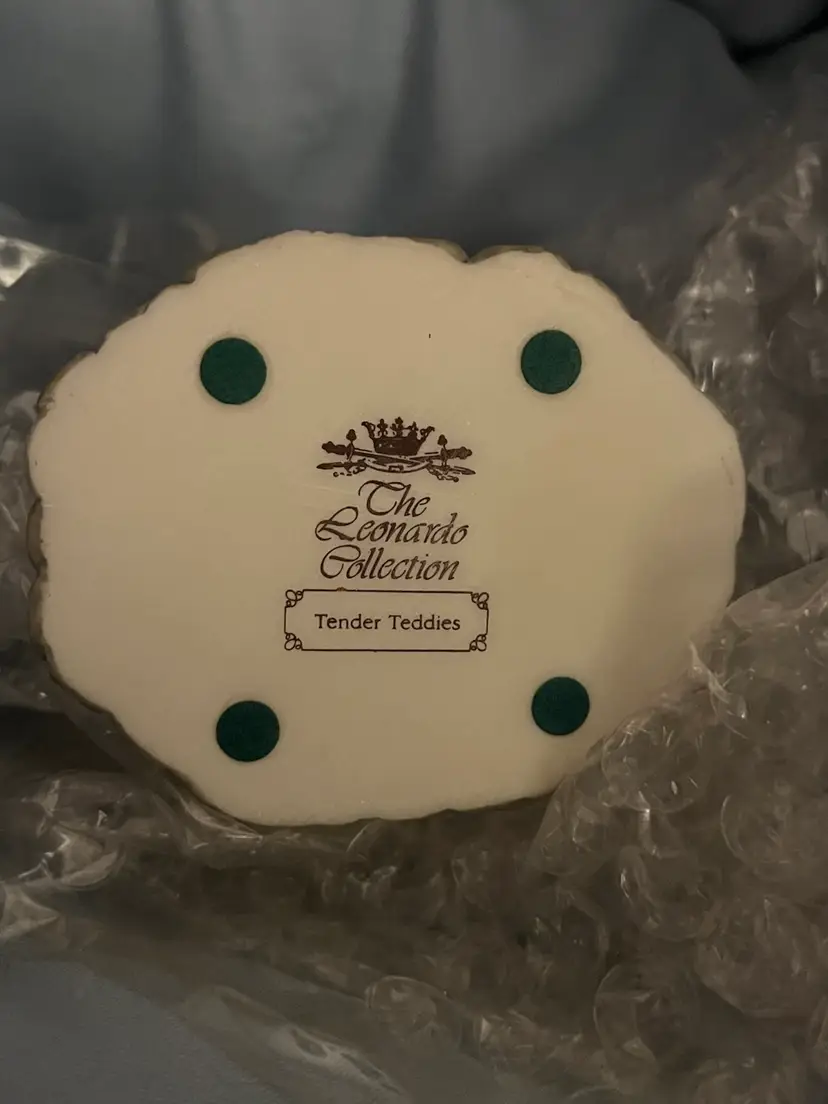 The
Leonardo
Collection
Tender Teddies